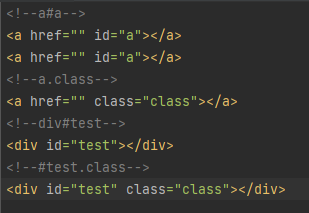 <!--a#a-->
<a href="" id="a"></a>
<a href="" id="a"></a>
<!--a.class-->
<a href="" class="class"></a>
<!--div#test-->
<div id="test"></div>
<!--#test.class-->
<div id="test" class="class"></div>